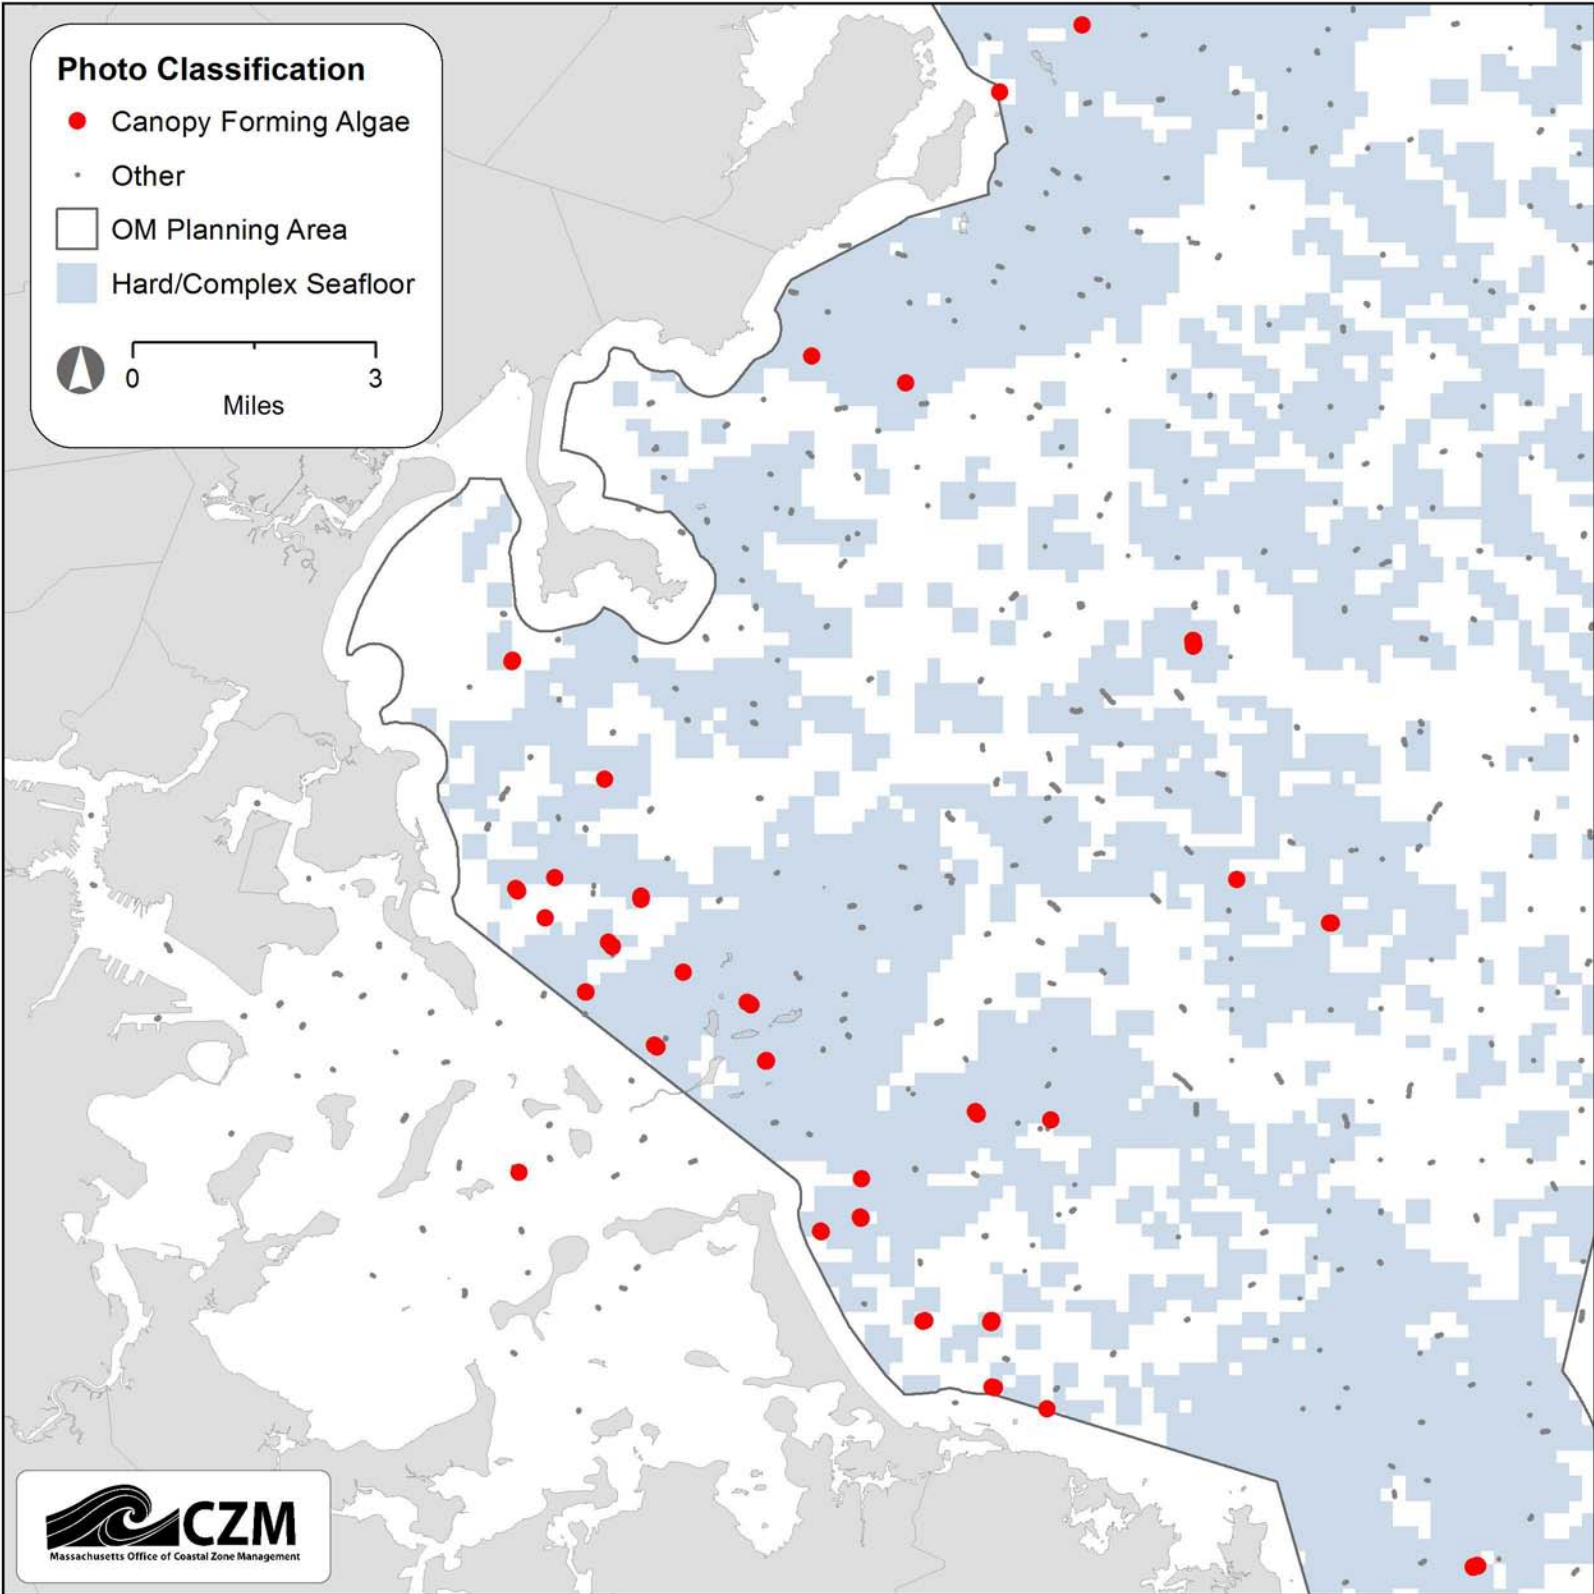 Photo Classification
Canopy Forming Algae
Other
OM Planning Area
Hard/Complex Seafloor
0 3
Miles
CZM
Massachusetts Office of Coastal Zone Management